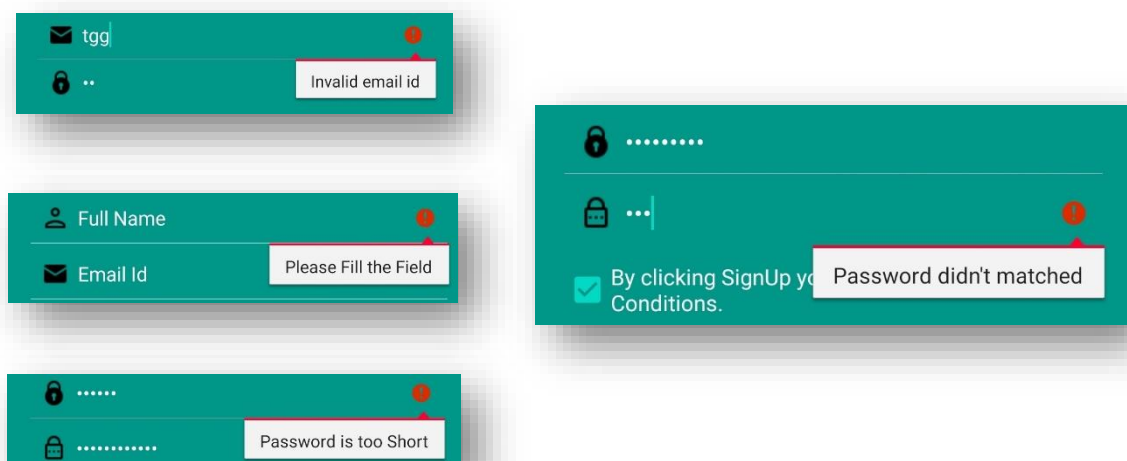 tgg
Invalid email id
Full Name
Please Fill the Field
Email Id
Password is too Short
Password didn't matched
By clicking SignUp
Conditions.